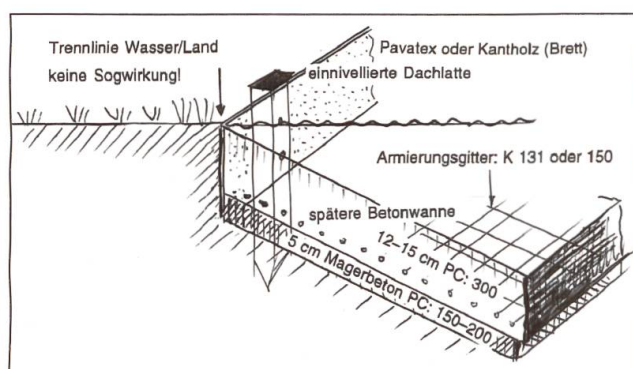 Trennlinie Wasser/Land
keine Sogwirkung!
Pavatex oder Kantholz (Brett)
einnivellierte Dachlatte
Armierungsgitter: K 131 oder 150
spätere Betonwanne
12–15 cm PC: 300
5 cm Magerbeton PC: 150–200